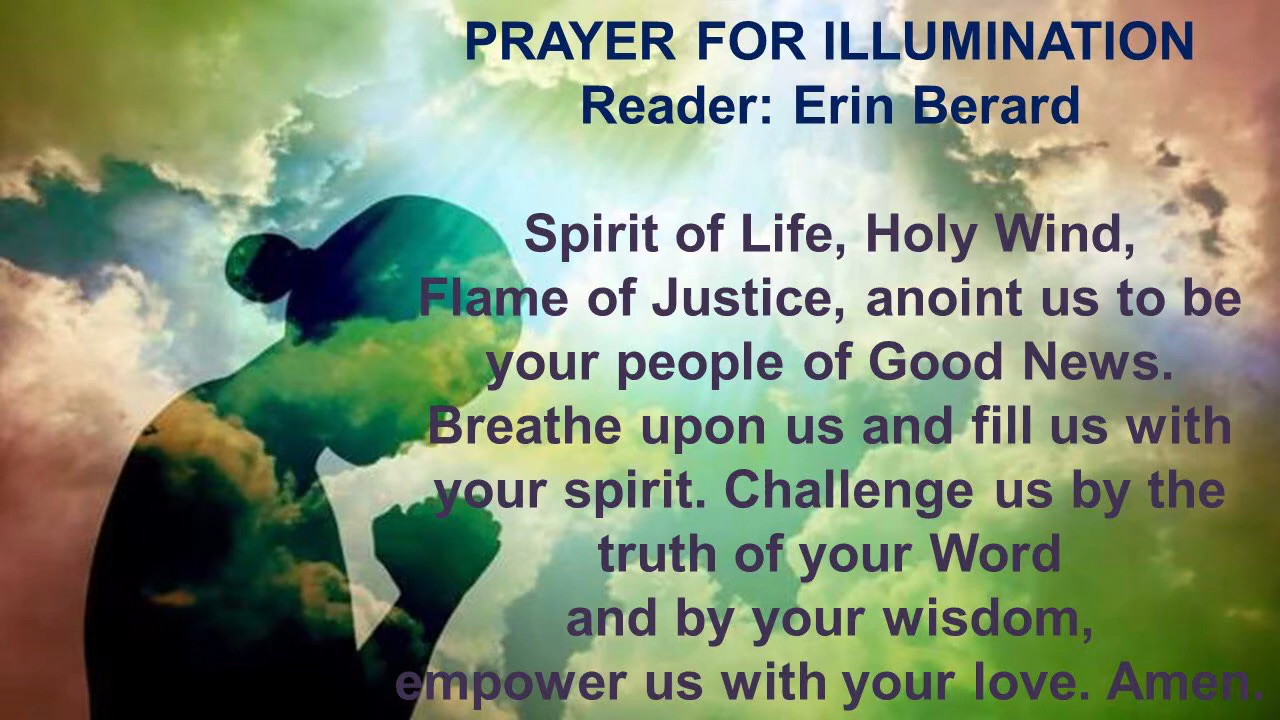 PRAYER FOR ILLUMINATION
Reader: Erin Berard
Spirit of Life, Holy Wind,
Flame of Justice, anoint us to be
your people of Good News.
Breathe upon us and fill us with
your spirit. Challenge us by the
truth of your Word
and by your wisdom,
empower us with your love. Amen.